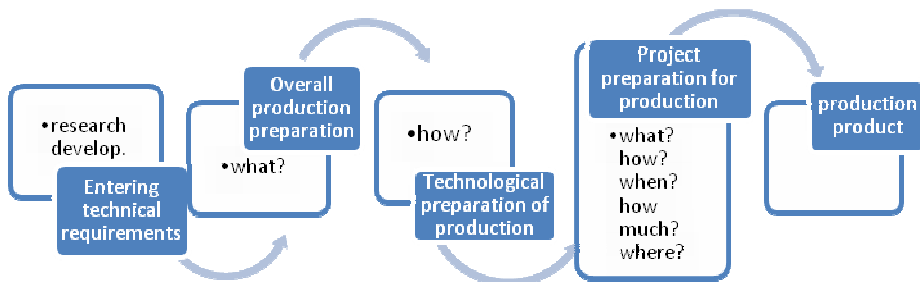 •research
develop.
Entering
technical
requirements
Overall
production
preparation
•what?
•how?
Technological
preparation of
production
Project
preparation for
production
•what?
how?
when?
how
much?
where?
production
product